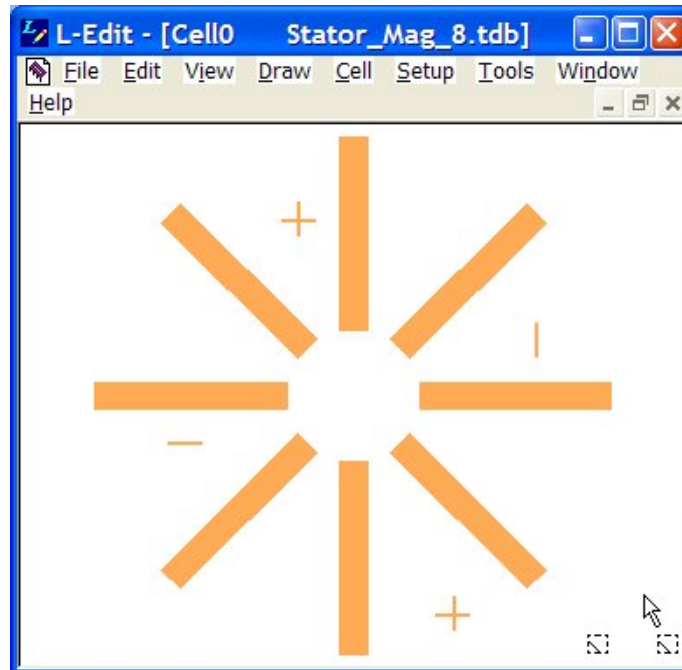 L-Edit - [Cell0 Stator_Mag_8.tdb]
File Edit View Draw Cell Setup Tools Window
Help
+
|
—
+